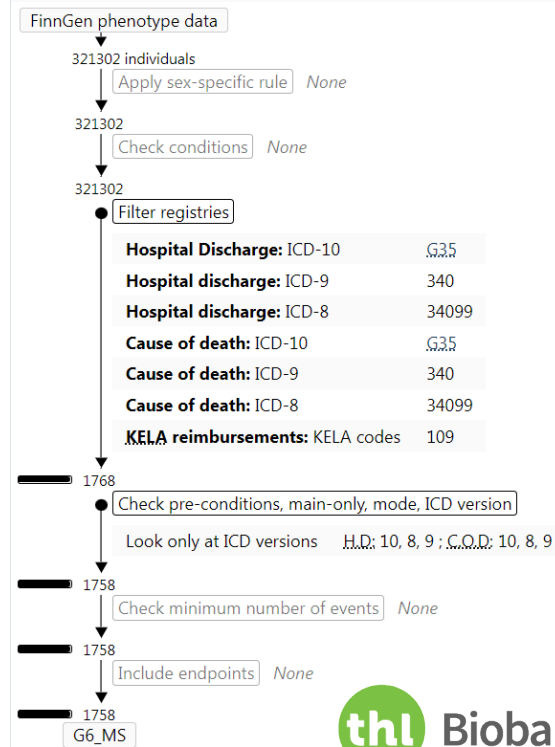 FinnGen phenotype data
321302 individuals
Apply sex-specific rule None
321302
Check conditions None
321302
Filter registries
Hospital Discharge: ICD-10 G35
Hospital discharge: ICD-9 340
Hospital discharge: ICD-8 34099
Cause of death: ICD-10 G35
Cause of death: ICD-9 340
Cause of death: ICD-8 34099
KELA reimbursements: KELA codes 109
1768
Check pre-conditions, main-only, mode, ICD version
Look only at ICD versions H.D: 10, 8, 9 ; C.O.D: 10, 8, 9
1758
Check minimum number of events None
1758
Include endpoints None
1758
G6_MS
thl Bioba